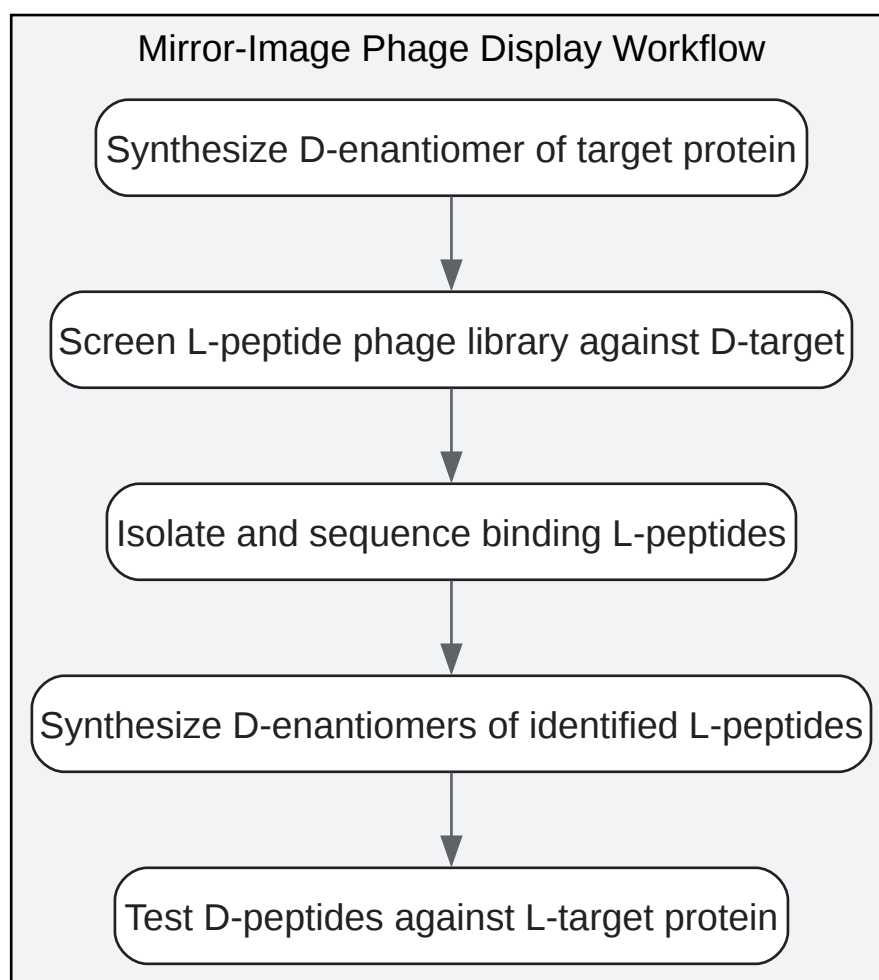 Mirror-Image Phage Display Workflow
Synthesize D-enantiomer of target protein
Screen L-peptide phage library against D-target
Isolate and sequence binding L-peptides
Synthesize D-enantiomers of identified L-peptides
Test D-peptides against L-target protein